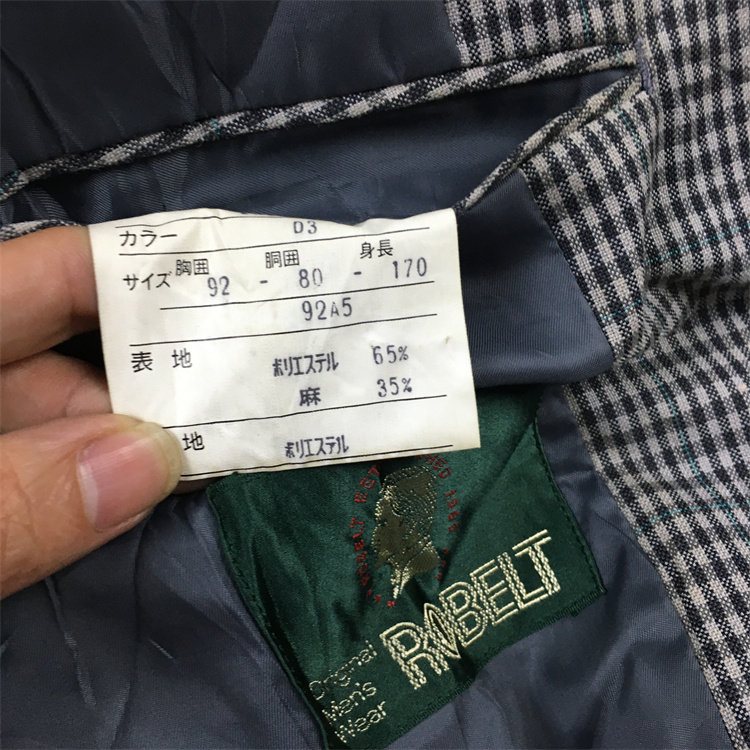 カラー D3
胸囲 胴囲 身長
サイズ 92 - 80 - 170
92A5
表地 ポリエステル 65%
麻 35%
地 ポリエステル
ROBELT
Original
Men's
Wear